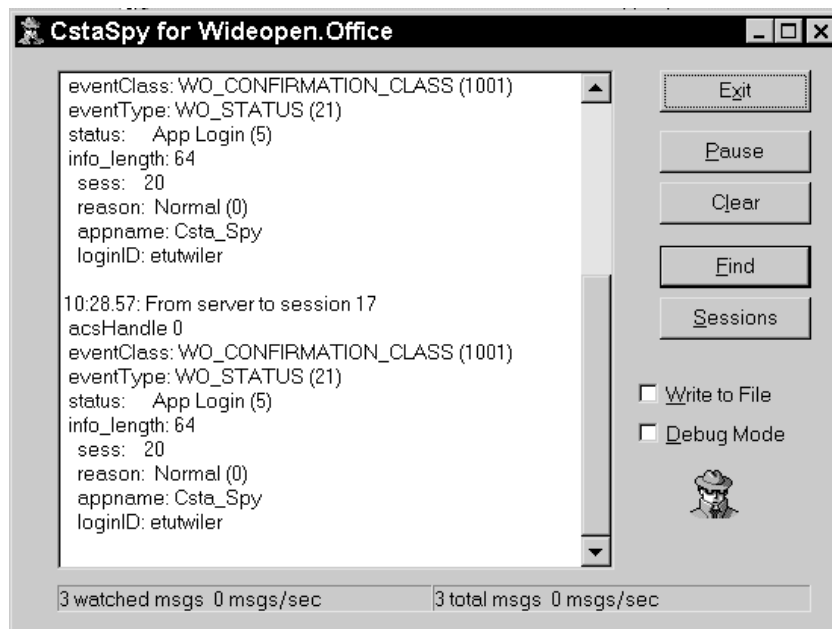 CstaSpy for Wideopen.Office
eventClass: WO_CONFIRMATION_CLASS (1001)
eventType: WO_STATUS (21)
status: App Login (5)
info_length: 64
sess: 20
reason: Normal (0)
appname: Csta_Spy
loginID: etutwiler
10:28.57: From server to session 17
acsHandle 0
eventClass: WO_CONFIRMATION_CLASS (1001)
eventType: WO_STATUS (21)
status: App Login (5)
info_length: 64
sess: 20
reason: Normal (0)
appname: Csta_Spy
loginID: etutwiler
Exit
Pause
Clear
Find
Sessions
Write to File
Debug Mode
3 watched msgs 0 msgs/sec
3 total msgs 0 msgs/sec